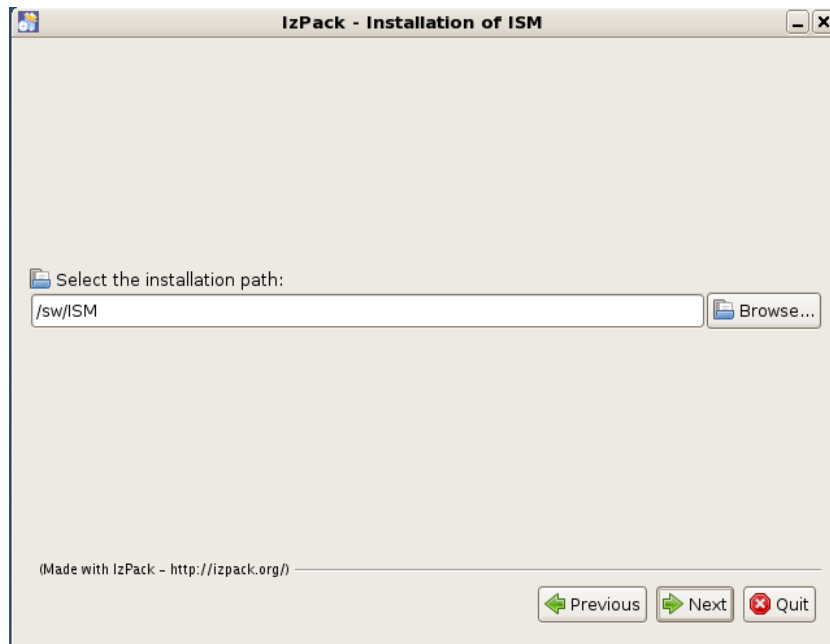 IzPack - Installation of ISM
Select the installation path:
/sw/ISM
Browse...
(Made with IzPack - http://izpack.org/)
Previous
Next
Quit